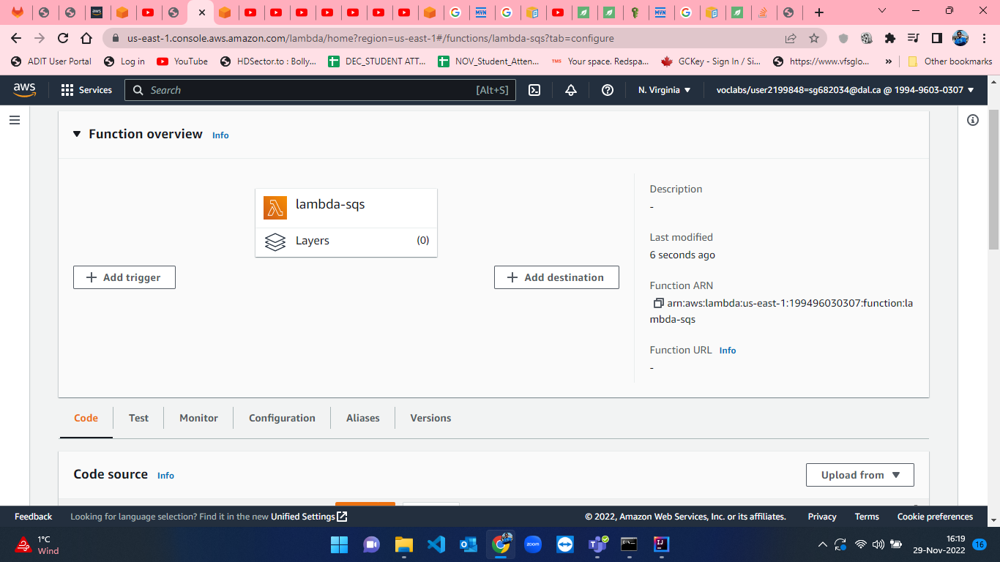 us-east-1.console.aws.amazon.com/lambda/home?region=us-east-1#/functions/lambda-sqs?tab=configure
ADIT User Portal
Log in
YouTube
HDSector.to : Bolly...
DEC_STUDENT ATT...
NOV_Student_Atten...
Your space. Redspa...
GCKey - Sign In / Si...
https://www.vfsglo...
»
Other bookmarks
aws
Services
Search
[Alt+S]
N. Virginia
voclabs/user2199848=sg682034@dal.ca @ 1994-9603-0307
Function overview
Info
lambda-sqs
Layers
(0)
Add trigger
Add destination
Description
-
Last modified
6 seconds ago
Function ARN
arn:aws:lambda:us-east-1:199496030307:function:la
mbda-sqs
Function URL
Info
-
Code
Test
Monitor
Configuration
Aliases
Versions
Code source
Info
Upload from
Feedback
Looking for language selection? Find it in the new Unified Settings
© 2022, Amazon Web Services, Inc. or its affiliates.
Privacy
Terms
Cookie preferences
1°C
Wind
zoom
16:19
29-Nov-2022
16